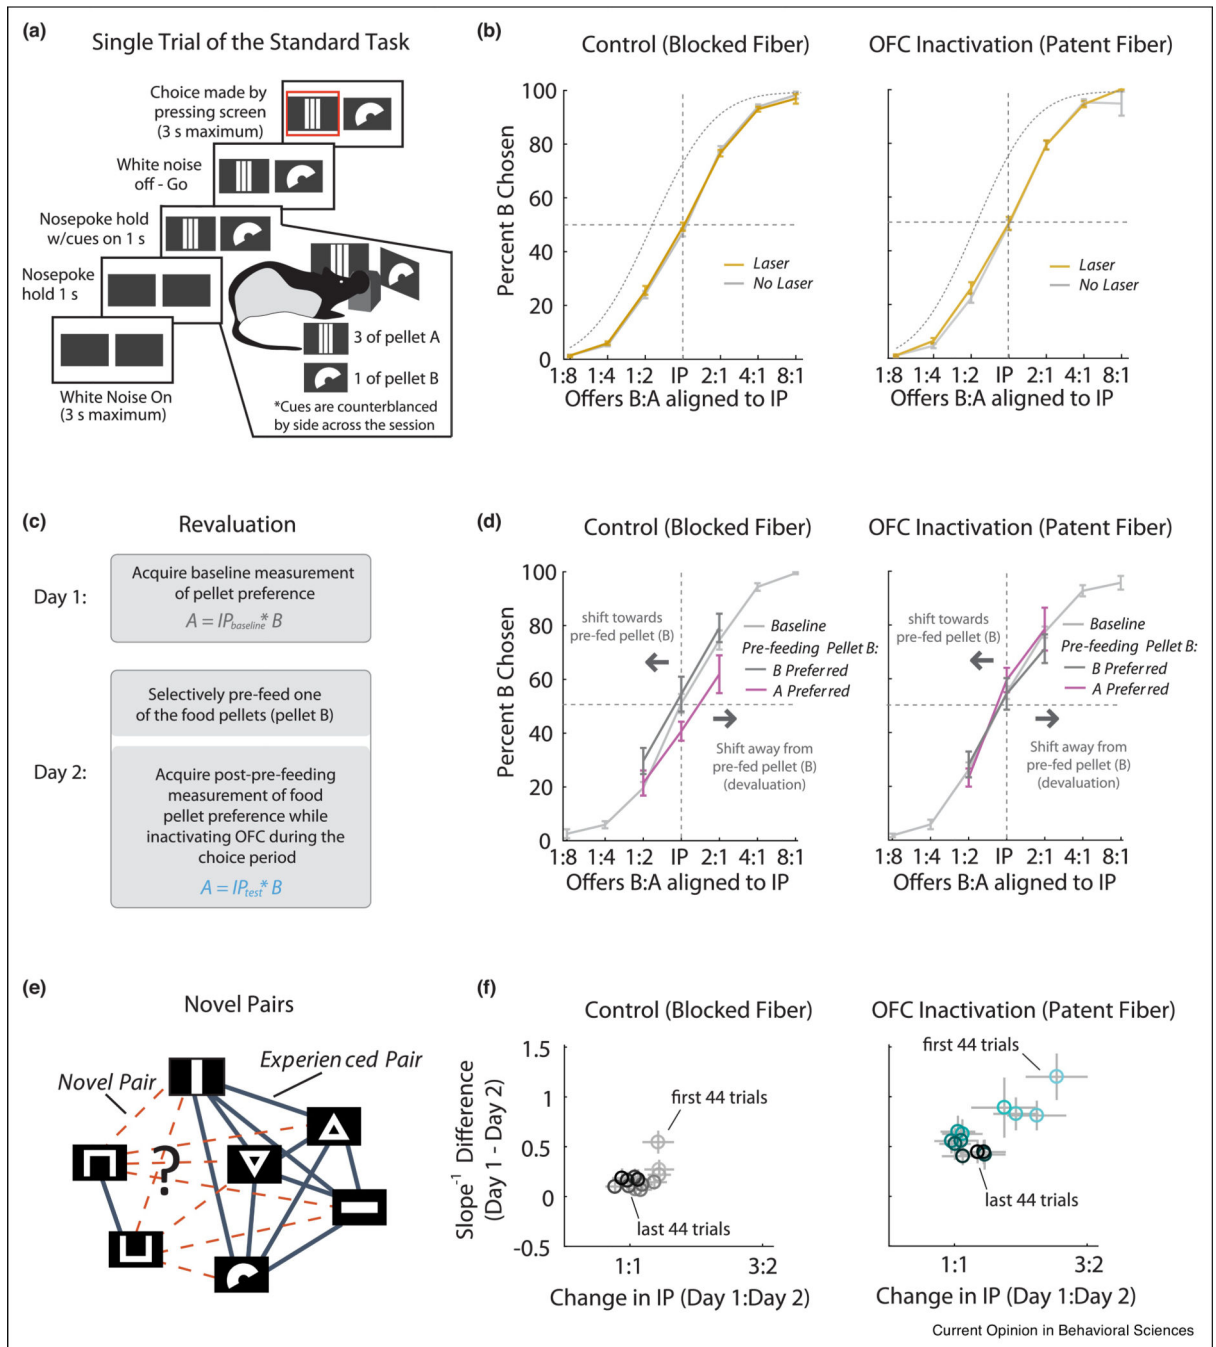 (a)
Single Trial of the Standard Task
Choice made by
pressing screen
(3 s maximum)
White noise
off - Go
Nosepoke hold
w/cues on 1 s
Nosepoke
hold 1 s
White Noise On
(3 s maximum)
3 of pellet A
1 of pellet B
*Cues are counterblanced
by side across the session
(b)
Control (Blocked Fiber)
Percent B Chosen
100
80
60
40
20
0
Laser
No Laser
1:8 1:4 1:2 IP 2:1 4:1 8:1
Offers B:A aligned to IP
OFC Inactivation (Patent Fiber)
Laser
No Laser
1:8 1:4 1:2 IP 2:1 4:1 8:1
Offers B:A aligned to IP
(c)
Revaluation
Day 1:
Acquire baseline measurement
of pellet preference
A = IPbaseline* B
Day 2:
Selectively pre-feed one
of the food pellets (pellet B)
Acquire post-pre-feeding
measurement of food
pellet preference while
inactivating OFC during the
choice period
A = IPtest* B
(d)
Control (Blocked Fiber)
Percent B Chosen
100
80
60
40
20
0
shift towards
pre-fed pellet (B)
Baseline
Pre-feeding Pellet B:
B Preferred
A Preferred
Shift away from
pre-fed pellet (B)
(devaluation)
1:8 1:4 1:2 IP 2:1 4:1 8:1
Offers B:A aligned to IP
OFC Inactivation (Patent Fiber)
shift towards
pre-fed pellet (B)
Baseline
Pre-feeding Pellet B:
B Preferred
A Preferred
Shift away from
pre-fed pellet (B)
(devaluation)
1:8 1:4 1:2 IP 2:1 4:1 8:1
Offers B:A aligned to IP
(e)
Novel Pairs
Novel Pair
Experienced Pair
?
(f)
Control (Blocked Fiber)
Slope-1 Difference
(Day 1 - Day 2)
1.5
1
0.5
0
-0.5
first 44 trials
last 44 trials
1:1 3:2
Change in IP (Day 1:Day 2)
OFC Inactivation (Patent Fiber)
first 44 trials
last 44 trials
1:1 3:2
Change in IP (Day 1:Day 2)
Current Opinion in Behavioral Sciences